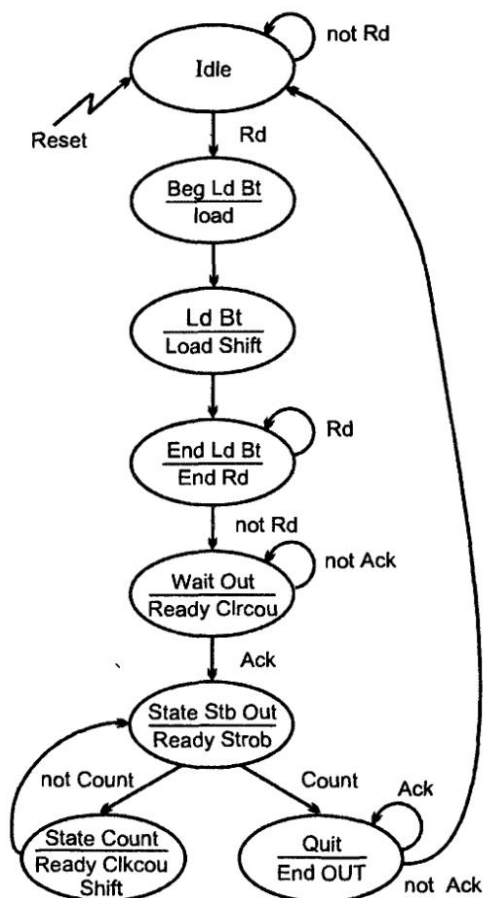 not Rd
Idle
Reset
Rd
Beg Ld Bt
load
Ld Bt
Load Shift
Rd
End Ld Bt
End Rd
not Rd
not Ack
Wait Out
Ready Clrcou
Ack
State Stb Out
Ready Strob
not Count
Count
Ack
State Count
Ready Clkcou
Shift
Quit
End OUT
not Ack